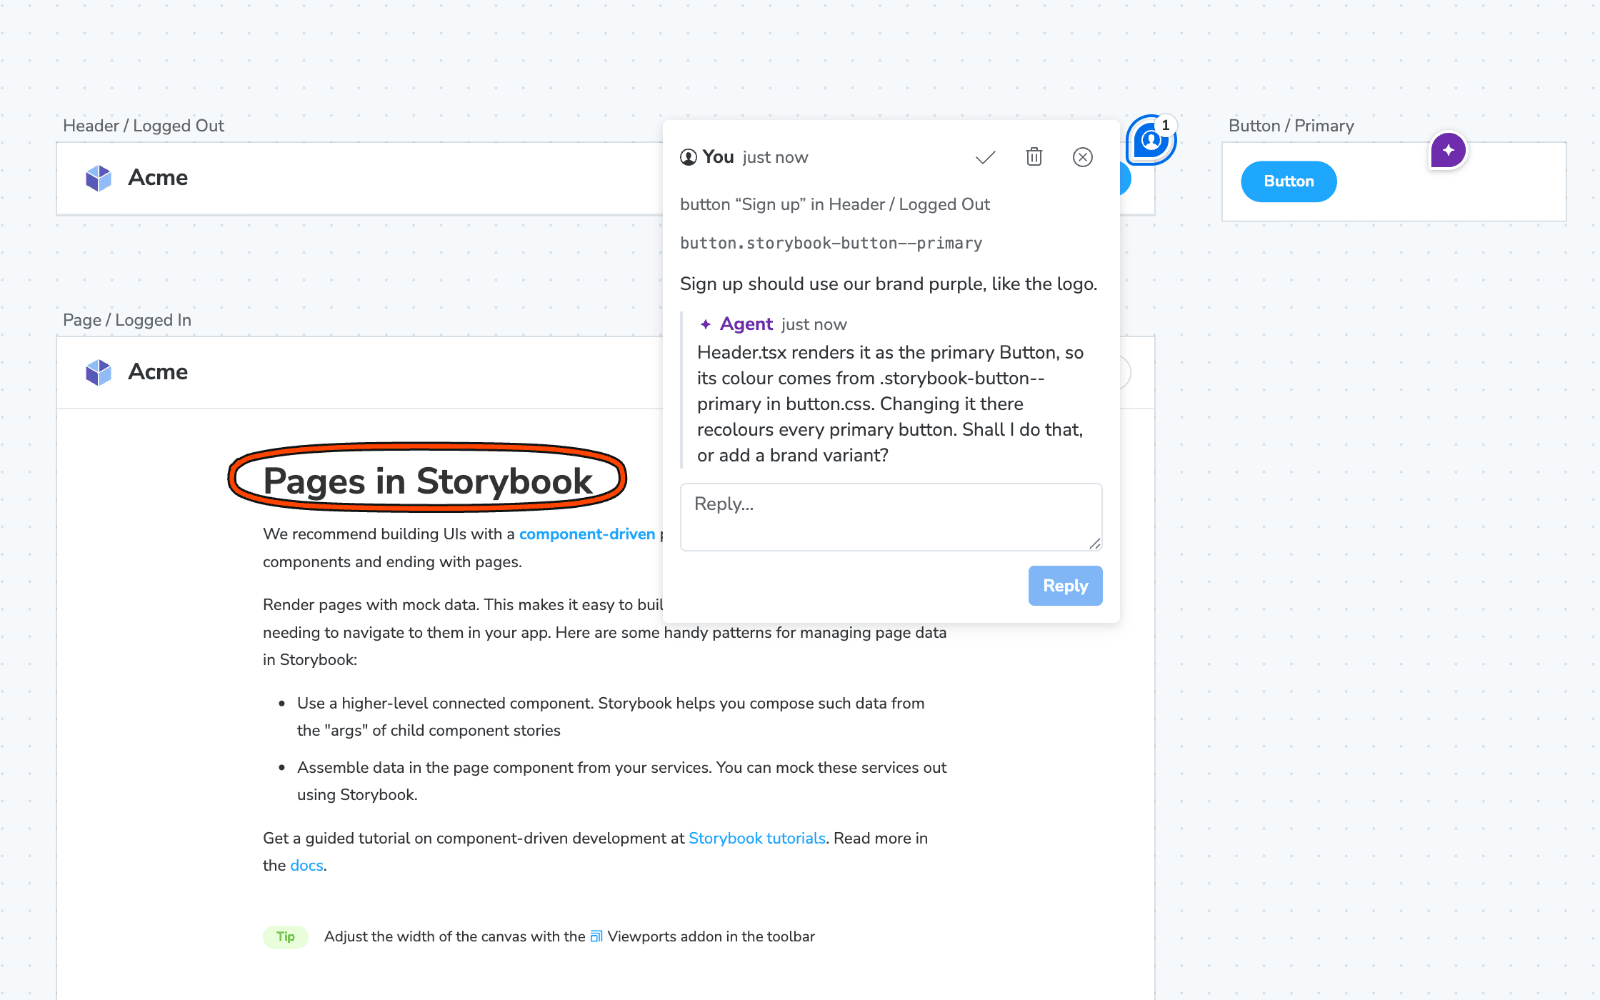 Header / Logged Out
Acme
You just now
1
button “Sign up” in Header / Logged Out
button.storybook-button--primary
Sign up should use our brand purple, like the logo.
Agent just now
Header.tsx renders it as the primary Button, so
its colour comes from .storybook-button--
primary in button.css. Changing it there
recolours every primary button. Shall I do that,
or add a brand variant?
Reply...
Reply
Button / Primary
Button
Page / Logged In
Acme
Pages in Storybook
We recommend building UIs with a component-driven
components and ending with pages.
Render pages with mock data. This makes it easy to
needing to navigate to them in your app. Here are some handy patterns for managing page data
in Storybook:
Use a higher-level connected component. Storybook helps you compose such data from
the "args" of child component stories
Assemble data in the page component from your services. You can mock these services out
using Storybook.
Get a guided tutorial on component-driven development at Storybook tutorials. Read more in
the docs.
Tip Adjust the width of the canvas with the Viewports addon in the toolbar